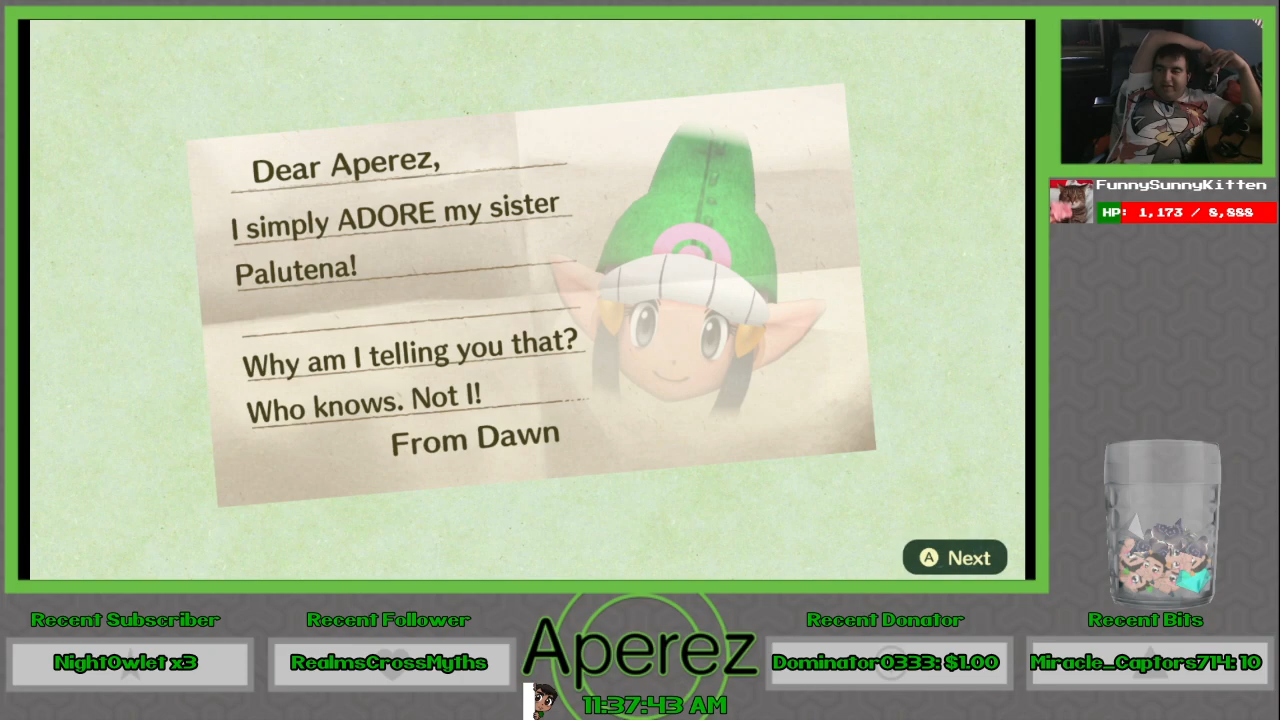 Dear Aperez,
I simply ADORE my sister
Palutena!
Why am I telling you that?
Who knows. Not I!
From Dawn
A Next
FunnySunnyKitten
HP: 1,173 / 8,888
Recent Subscriber
NightOwlet x3
Recent Follower
RealmsCrossMyths
Aperez
11:37:43 AM
Recent Donator
Dominator0333: $1.00
Recent Bits
Miracle_Captors714: 10